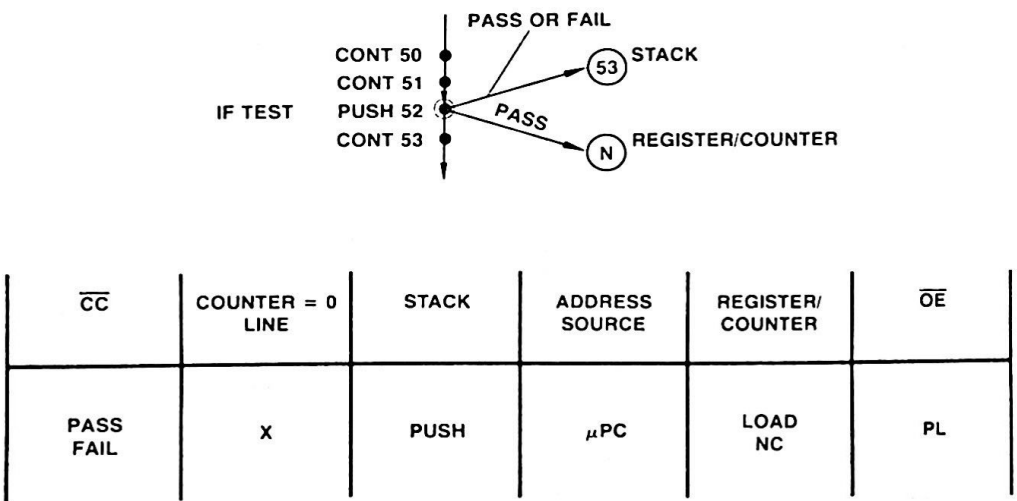 PASS OR FAIL
CONT 50
53 STACK
CONT 51
IF TEST PUSH 52
PASS
CONT 53
N REGISTER/COUNTER
CC COUNTER = 0 LINE STACK ADDRESS SOURCE REGISTER/ COUNTER OE
PASS FAIL X PUSH μPC LOAD NC PL